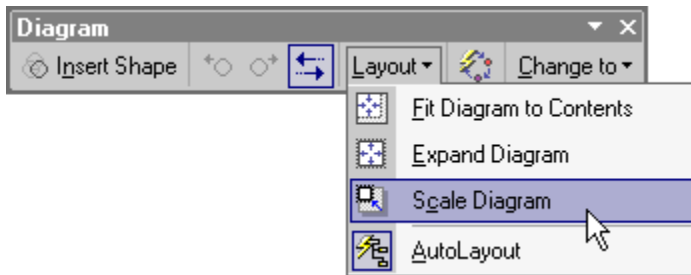 Diagram
Insert Shape Layout Change to
Fit Diagram to Contents
Expand Diagram
Scale Diagram
AutoLayout